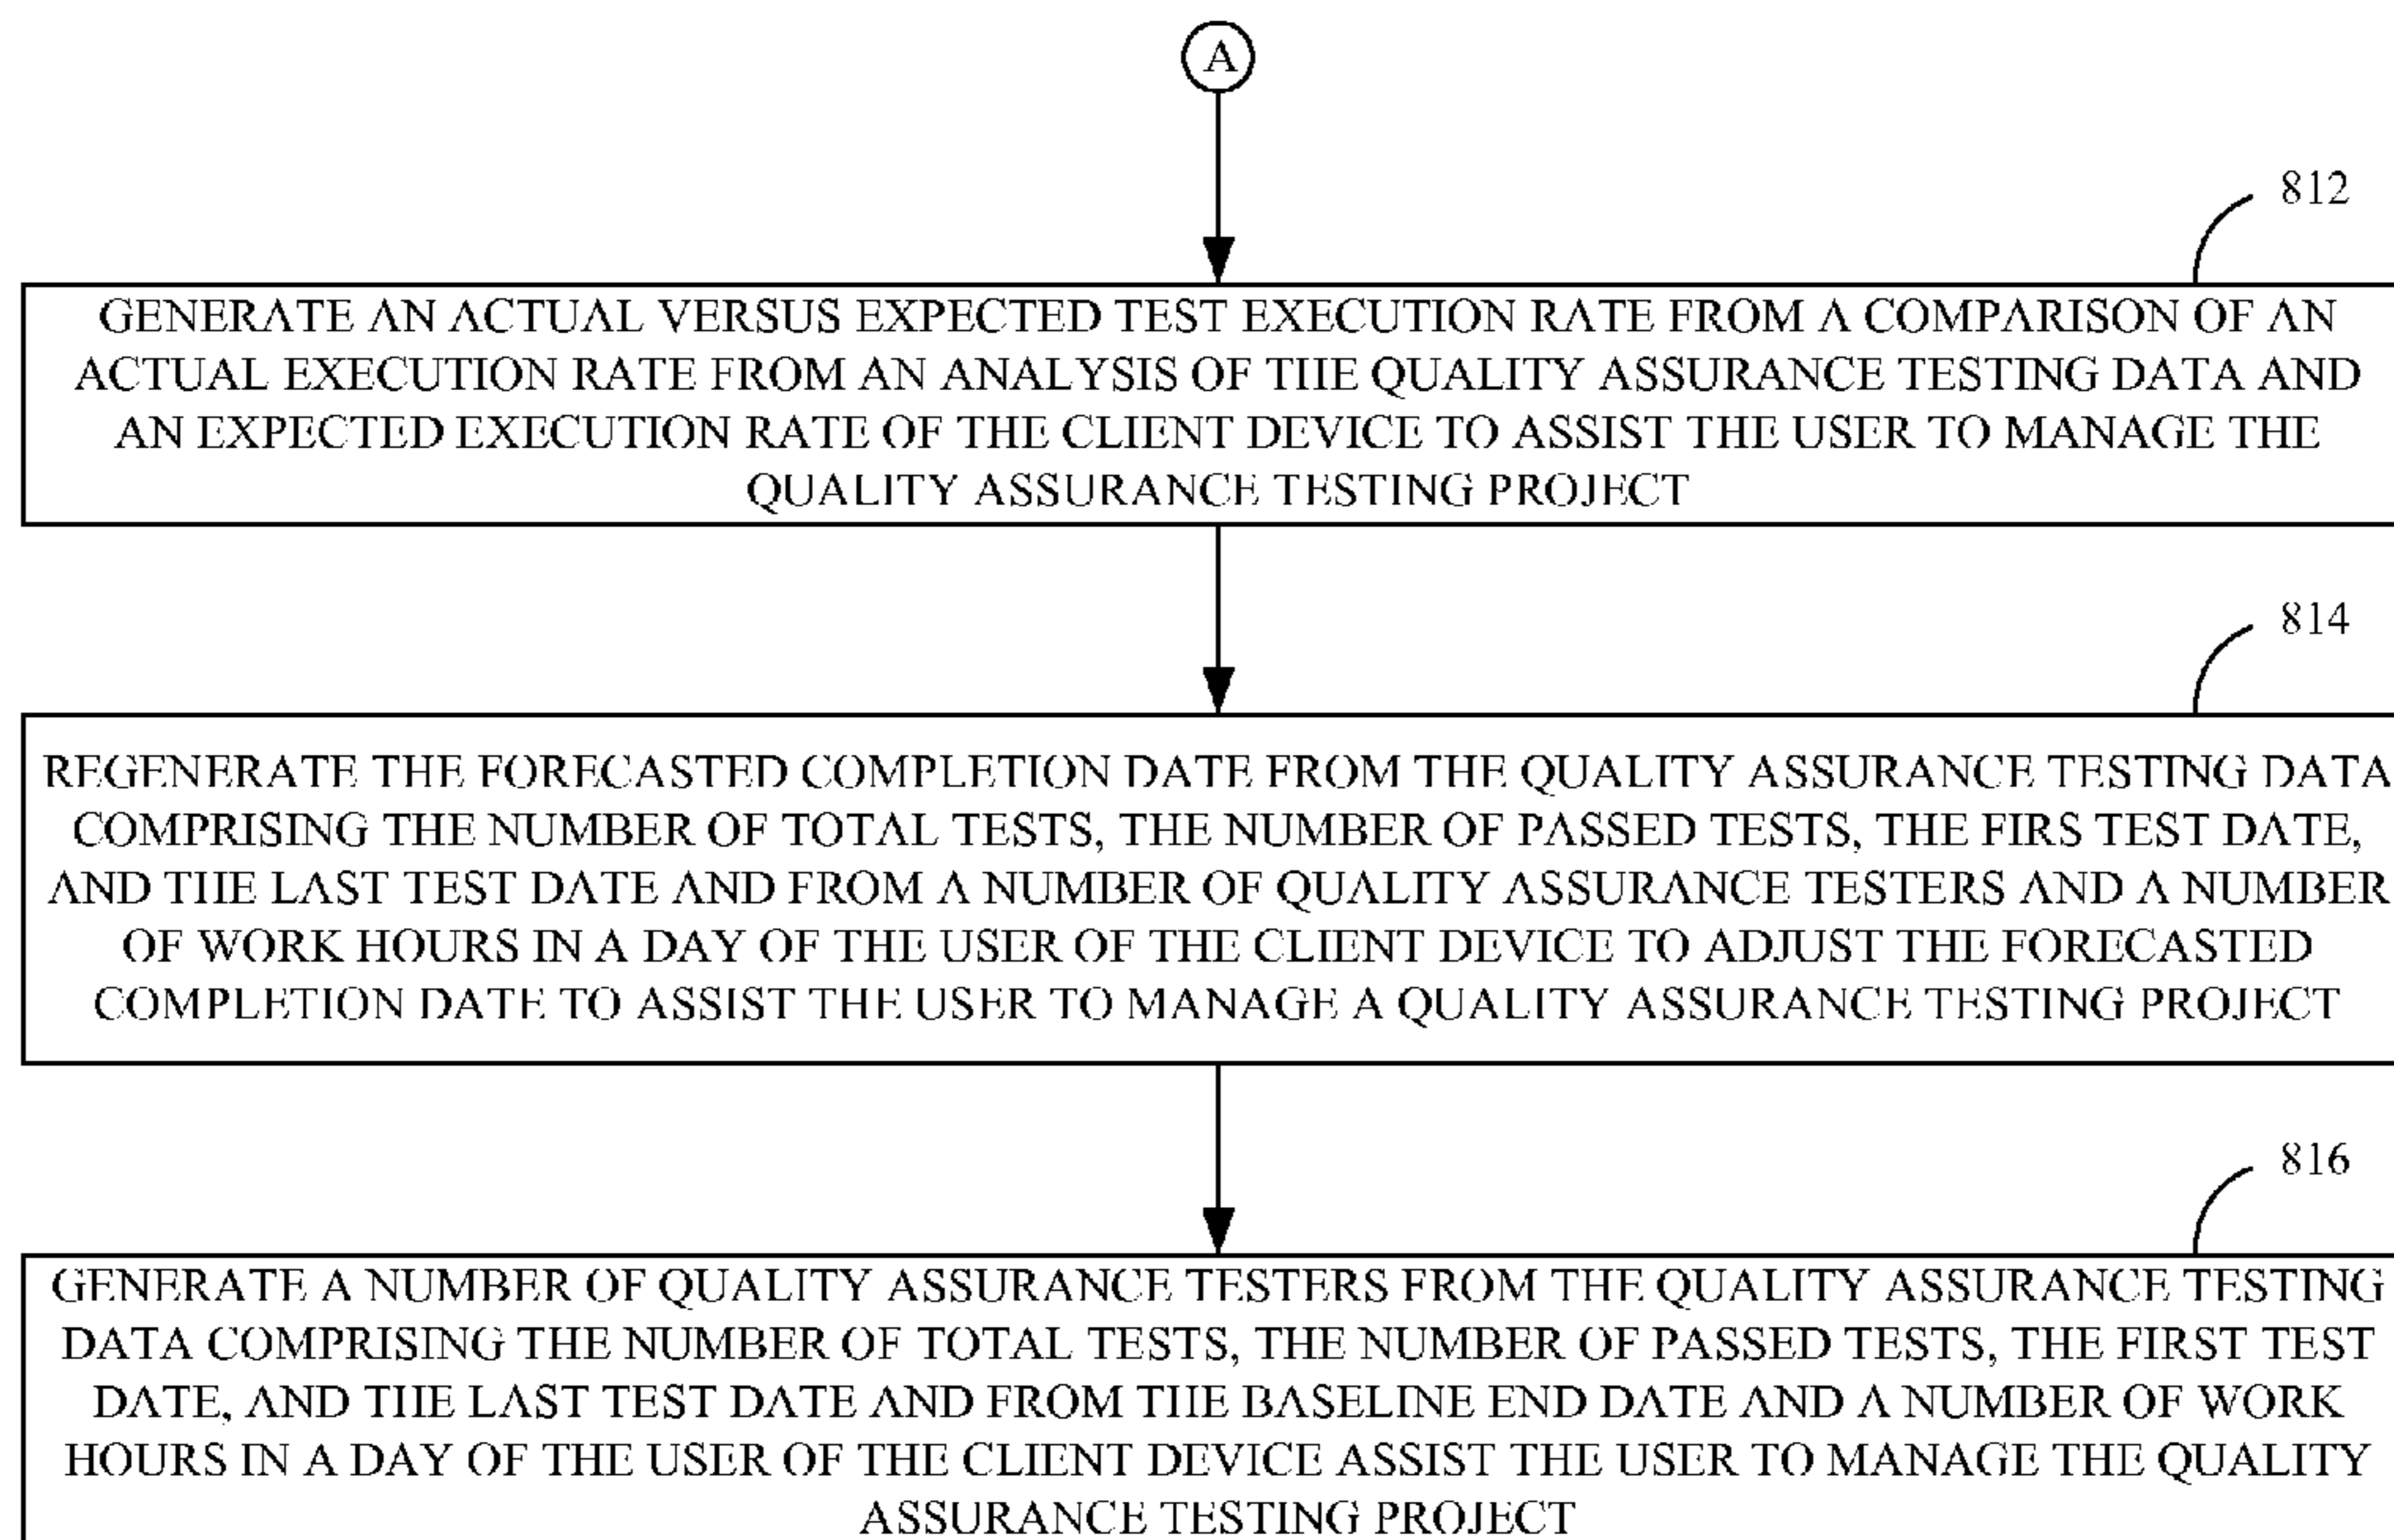 A
812
GENERATE AN ACTUAL VERSUS EXPECTED TEST EXECUTION RATE FROM A COMPARISON OF AN
ACTUAL EXECUTION RATE FROM AN ANALYSIS OF THE QUALITY ASSURANCE TESTING DATA AND
AN EXPECTED EXECUTION RATE OF THE CLIENT DEVICE TO ASSIST THE USER TO MANAGE THE
QUALITY ASSURANCE TESTING PROJECT
814
REGENERATE THE FORECASTED COMPLETION DATE FROM THE QUALITY ASSURANCE TESTING DATA
COMPRISING THE NUMBER OF TOTAL TESTS, THE NUMBER OF PASSED TESTS, THE FIRS TEST DATE,
AND THE LAST TEST DATE AND FROM A NUMBER OF QUALITY ASSURANCE TESTERS AND A NUMBER
OF WORK HOURS IN A DAY OF THE USER OF THE CLIENT DEVICE TO ADJUST THE FORECASTED
COMPLETION DATE TO ASSIST THE USER TO MANAGE A QUALITY ASSURANCE TESTING PROJECT
816
GENERATE A NUMBER OF QUALITY ASSURANCE TESTERS FROM THE QUALITY ASSURANCE TESTING
DATA COMPRISING THE NUMBER OF TOTAL TESTS, THE NUMBER OF PASSED TESTS, THE FIRST TEST
DATE, AND THE LAST TEST DATE AND FROM THE BASELINE END DATE AND A NUMBER OF WORK
HOURS IN A DAY OF THE USER OF THE CLIENT DEVICE ASSIST THE USER TO MANAGE THE QUALITY
ASSURANCE TESTING PROJECT